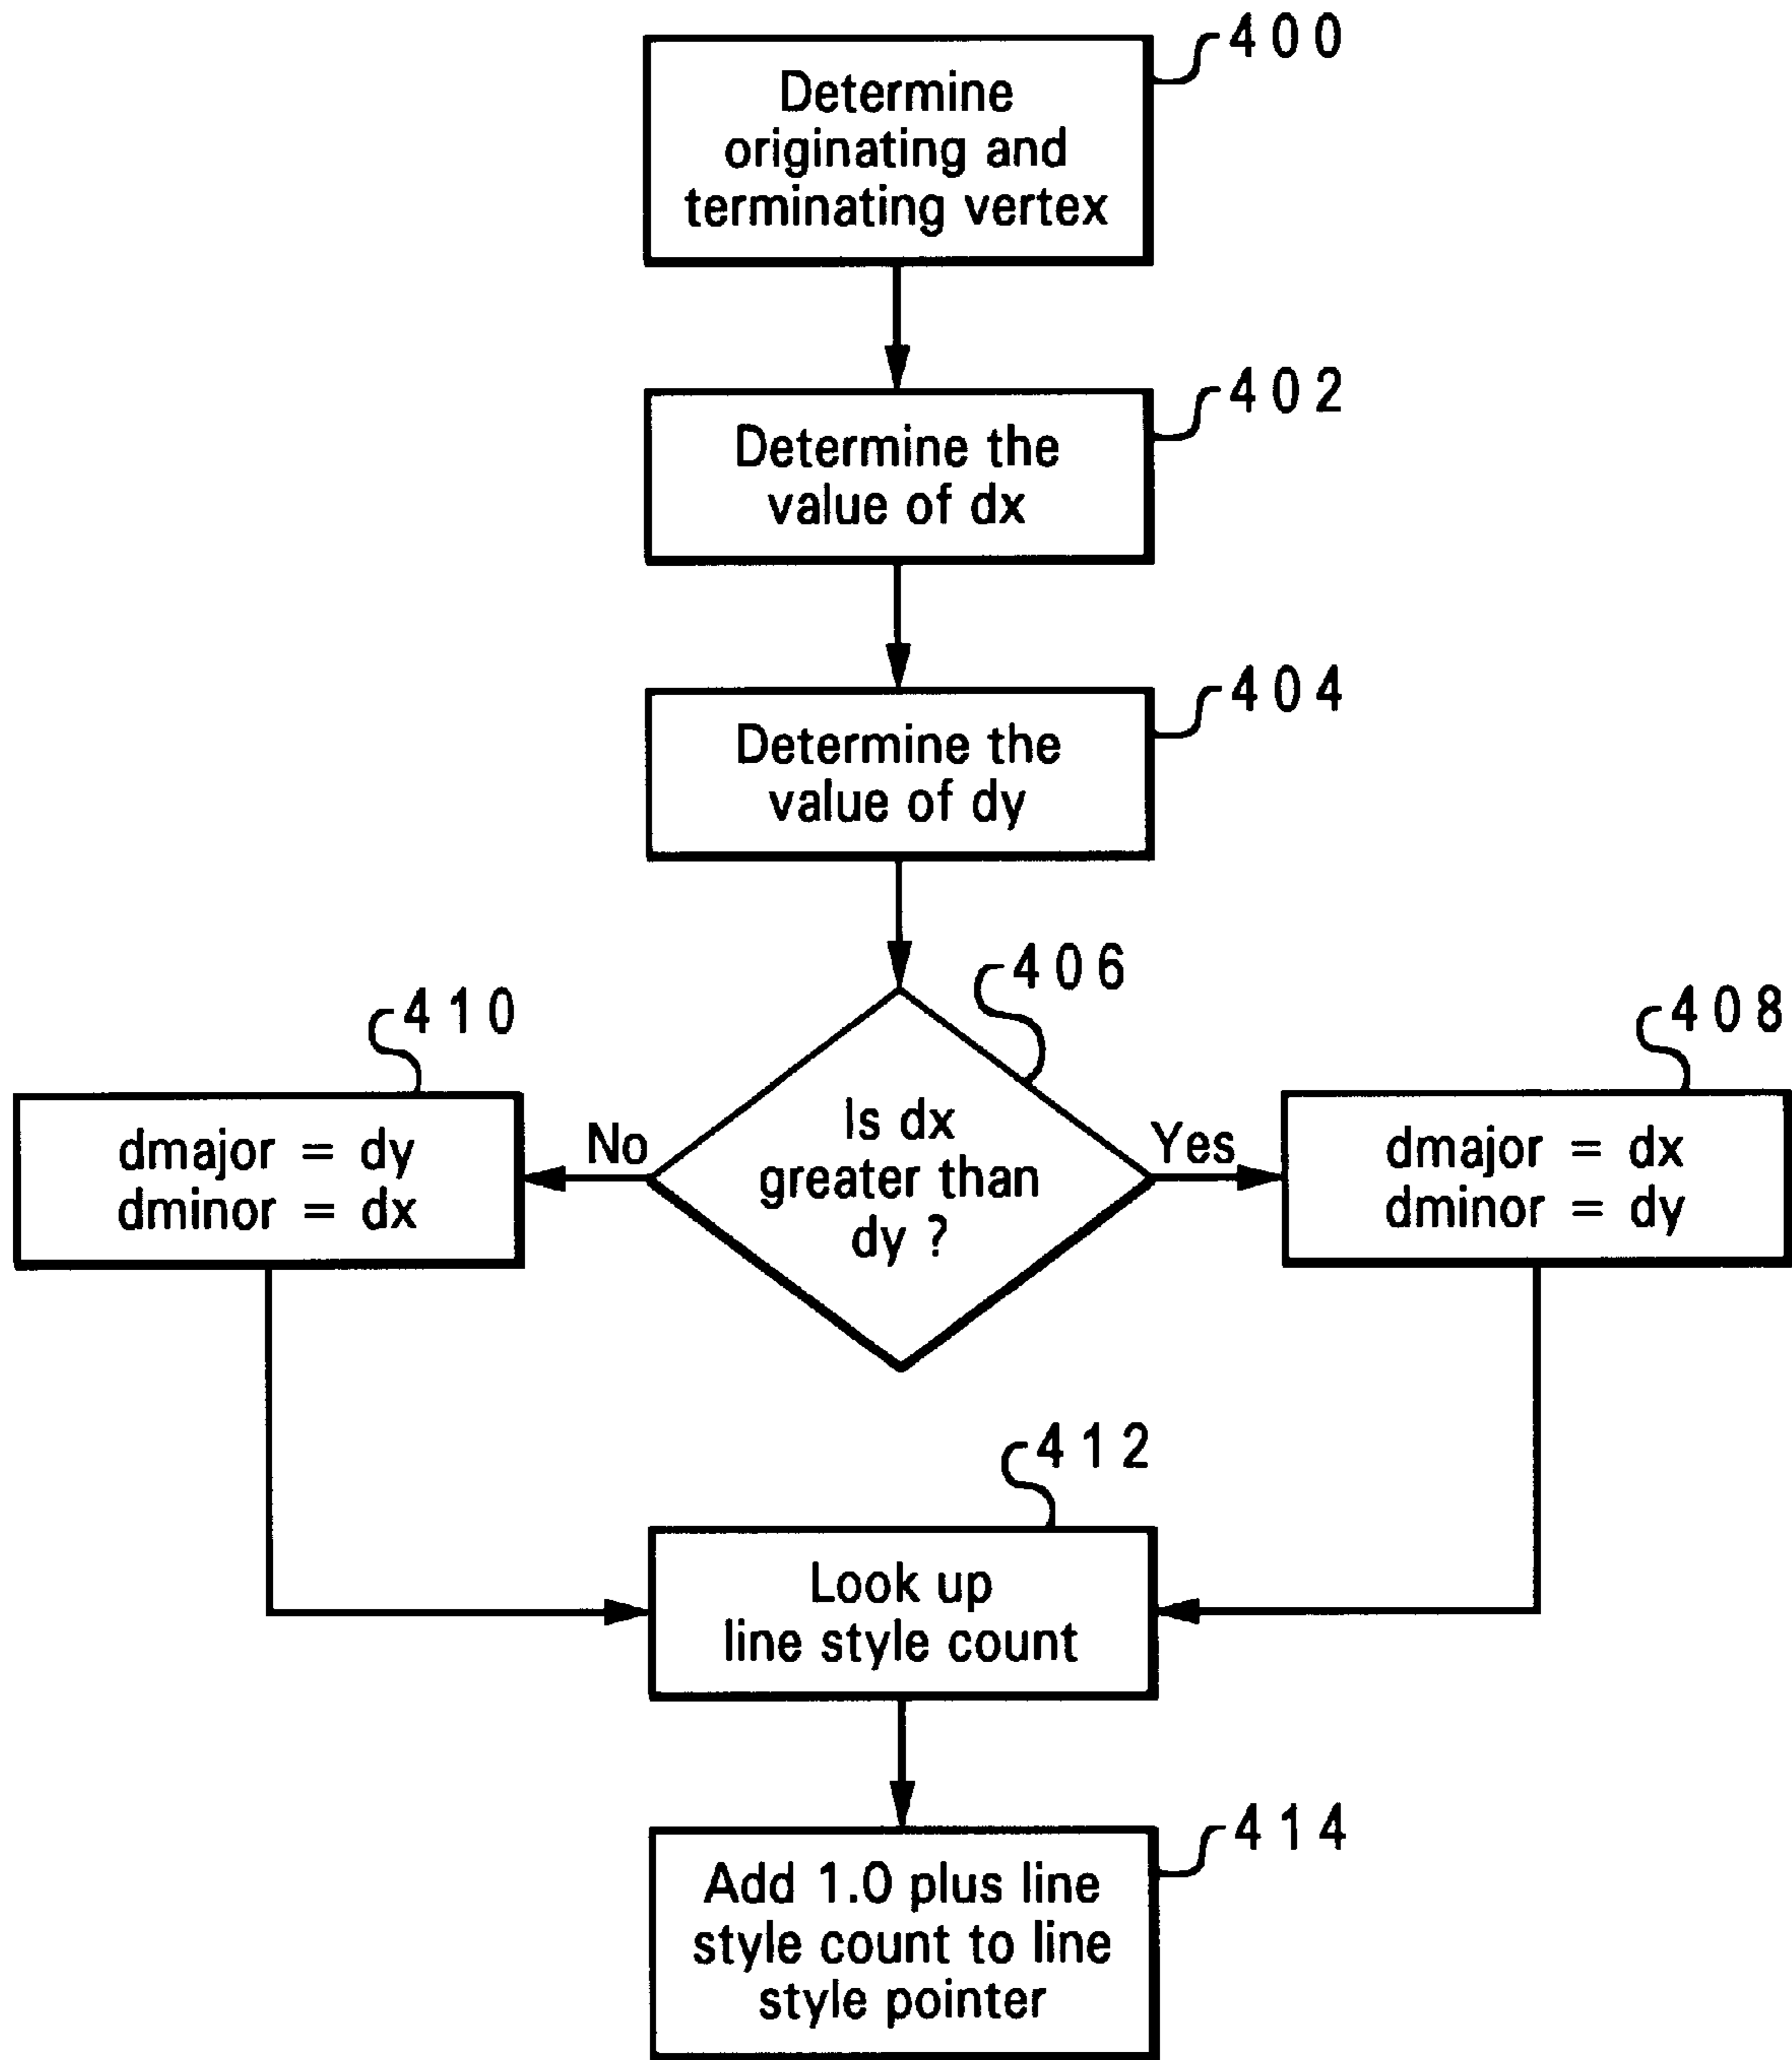 400
Determine
originating and
terminating vertex
402
Determine the
value of dx
404
Determine the
value of dy
406
Is dx
greater than
dy ?
No
Yes
410
dmajor = dy
dminor = dx
408
dmajor = dx
dminor = dy
412
Look up
line style count
414
Add 1.0 plus line
style count to line
style pointer